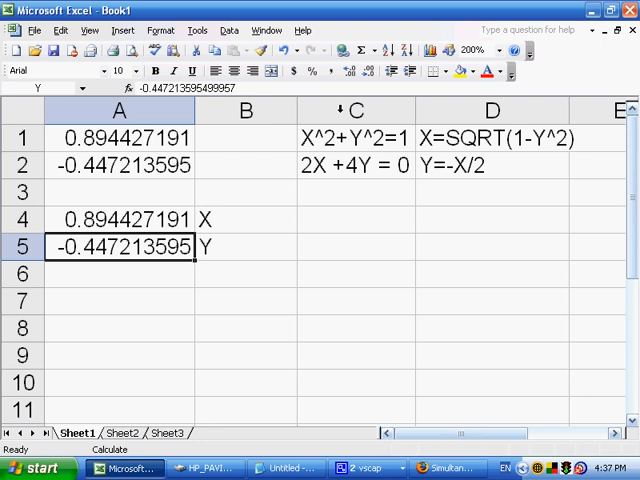 Microsoft Excel - Book1
File Edit View Insert Format Tools Data Window Help Type a question for help
200%
Arial 10 B I U $ %
Y -0.447213595499957
A B C D E
1 0.894427191 X^2+Y^2=1 X=SQRT(1-Y^2)
2 -0.447213595 2X +4Y = 0 Y=-X/2
3
4 0.894427191 X
5 -0.447213595 Y
6
7
8
9
10
11
Sheet1 Sheet2 Sheet3
Ready Calculate
start Microsoft... HP_PAVI... Untitled -... 2 vscap Simultan... EN 4:37 PM